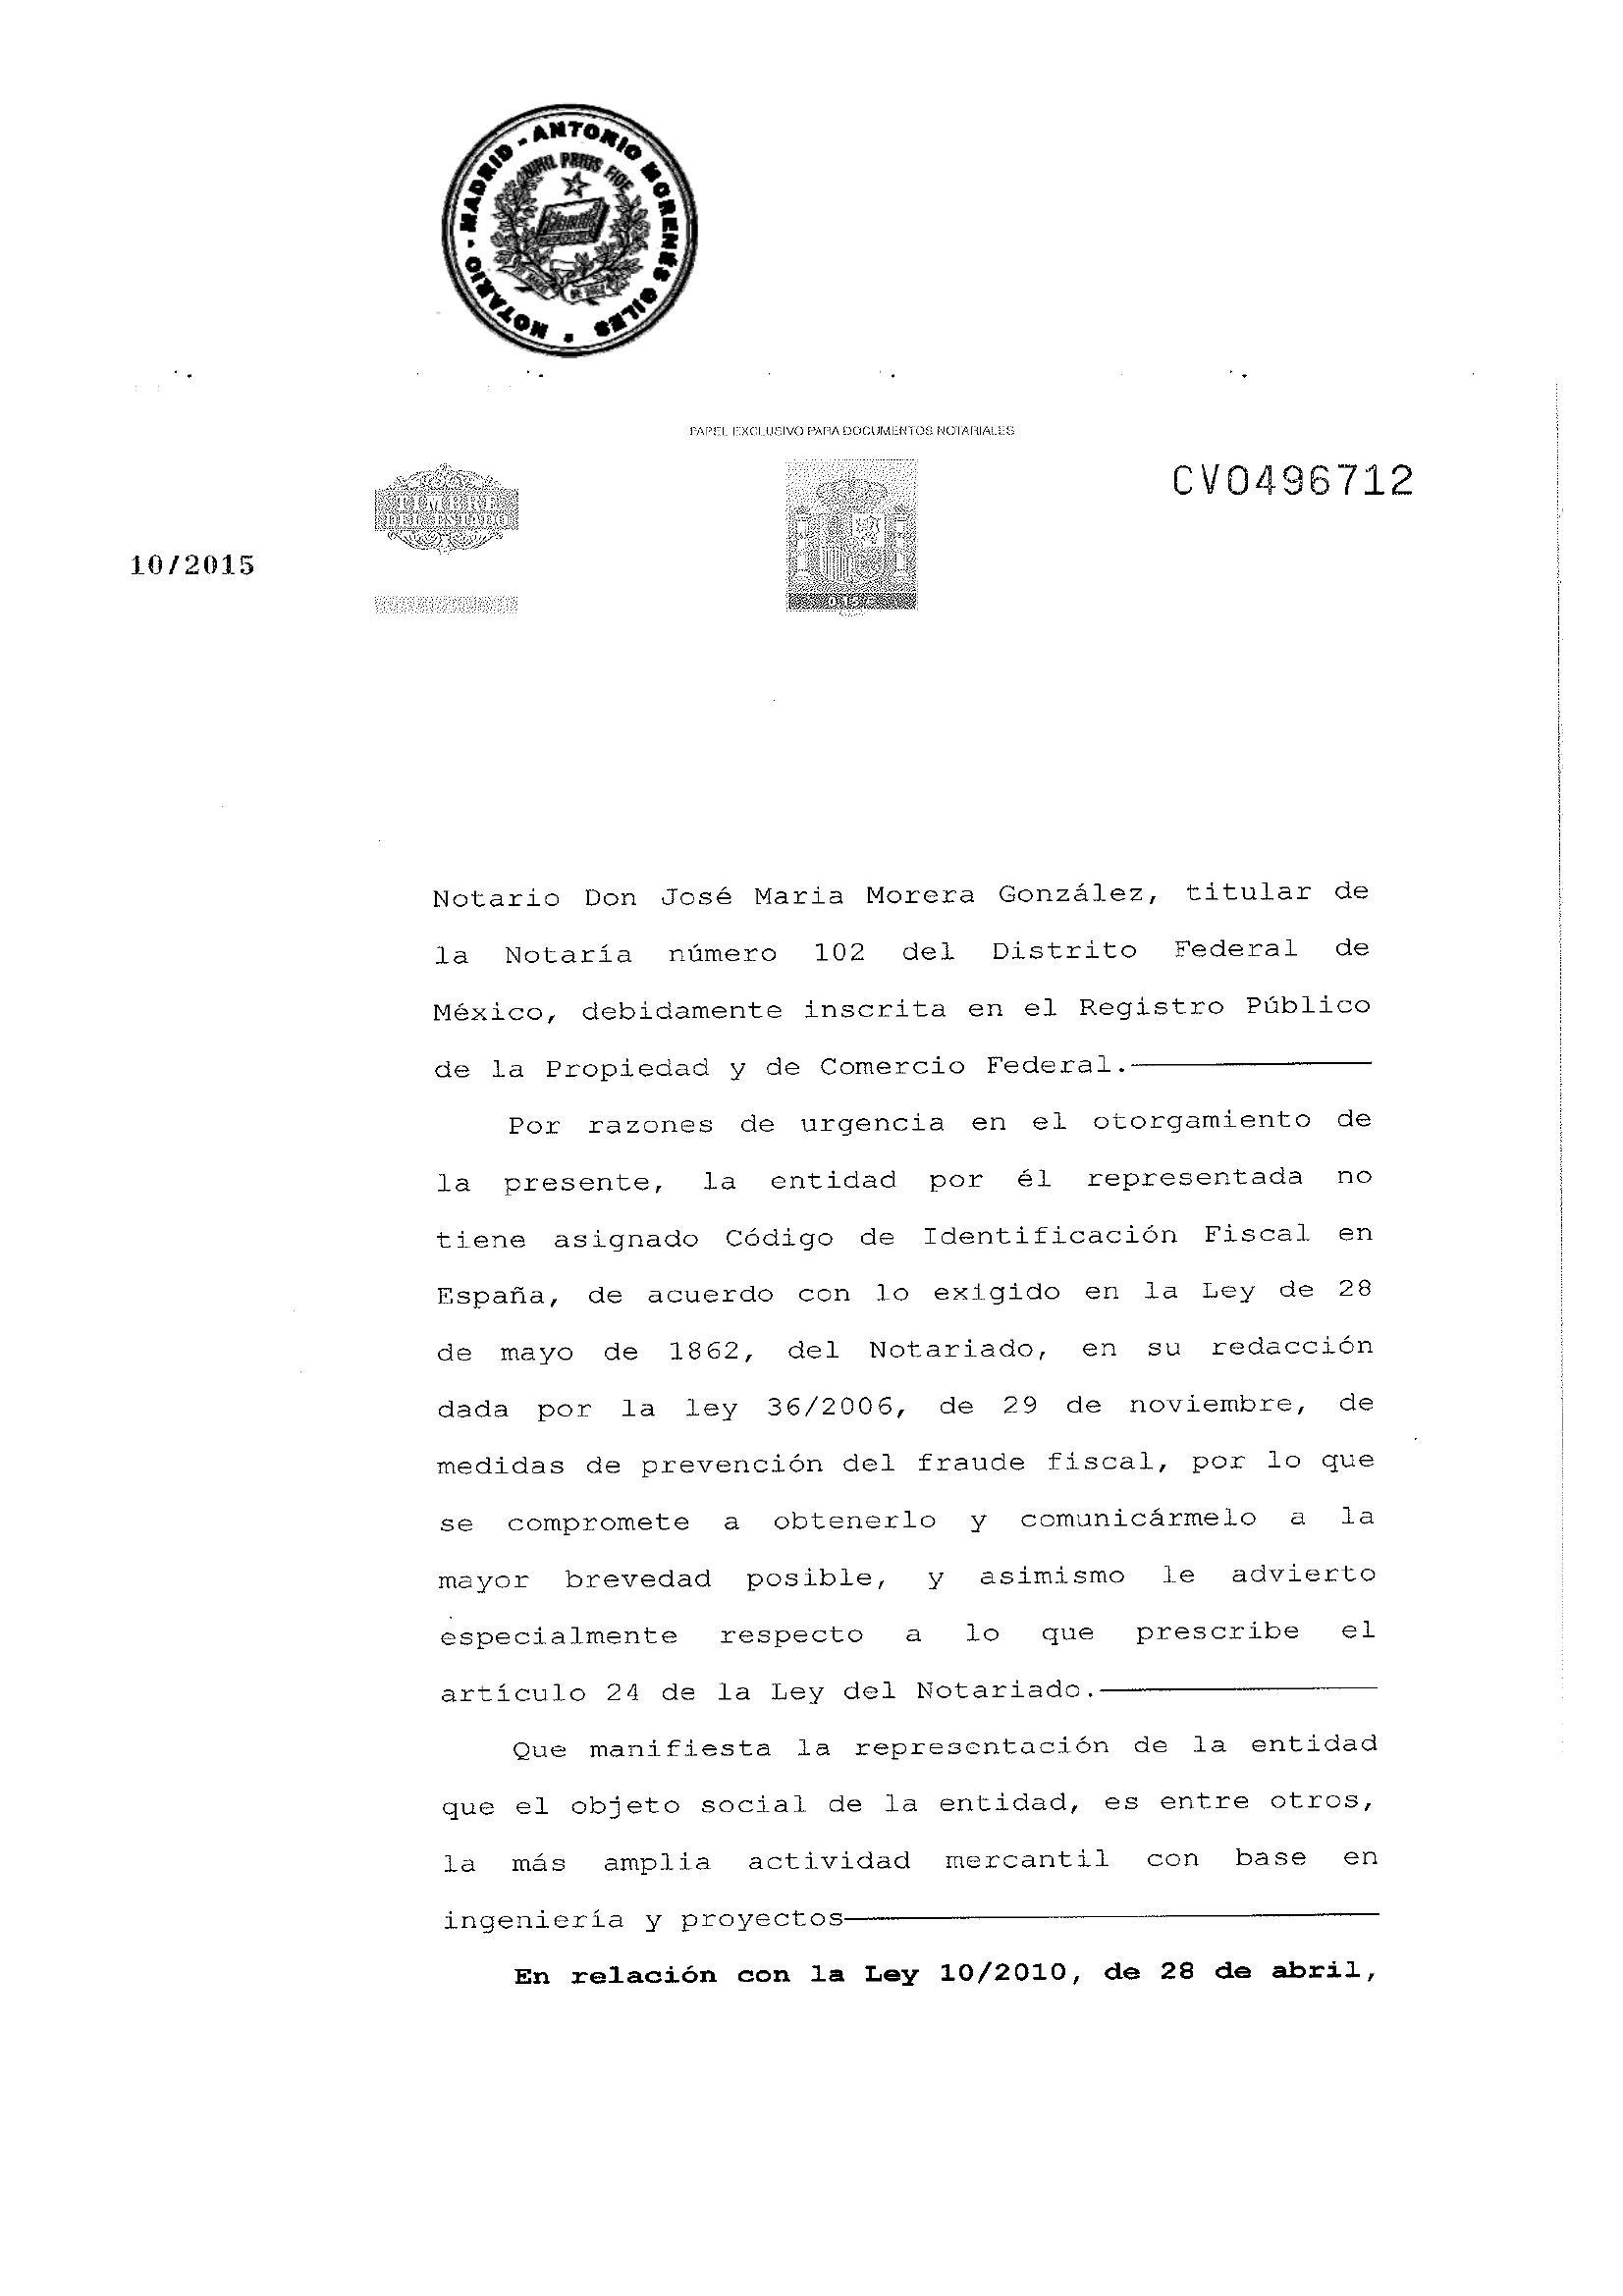 NOTARIO - MADRID - ANTONIO MORENÉS GILES
NIHIL PRIUS FIDE
PAPEL EXCLUSIVO PARA DOCUMENTOS NOTARIALES
TIMBRE
DEL ESTADO
CV0496712
10/2015
0,15 €
Notario Don José Maria Morera González, titular de
la Notaría número 102 del Distrito Federal de
México, debidamente inscrita en el Registro Público
de la Propiedad y de Comercio Federal.
Por razones de urgencia en el otorgamiento de
la presente, la entidad por él representada no
tiene asignado Código de Identificación Fiscal en
España, de acuerdo con lo exigido en la Ley de 28
de mayo de 1862, del Notariado, en su redacción
dada por la ley 36/2006, de 29 de noviembre, de
medidas de prevención del fraude fiscal, por lo que
se compromete a obtenerlo y comunicármelo a la
mayor brevedad posible, y asimismo le advierto
especialmente respecto a lo que prescribe el
artículo 24 de la Ley del Notariado.
Que manifiesta la representación de la entidad
que el objeto social de la entidad, es entre otros,
la más amplia actividad mercantil con base en
ingeniería y proyectos
En relación con la Ley 10/2010, de 28 de abril,